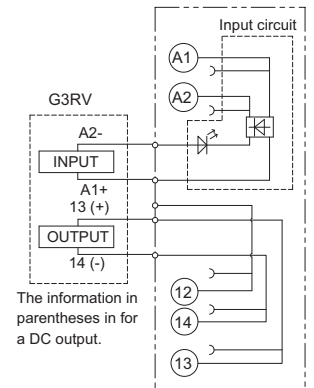 Input circuit
A1
A2
G3RV
A2-
INPUT
A1+
13 (+)
OUTPUT
14 (-)
The information in
parentheses in for
a DC output.
12
14
13